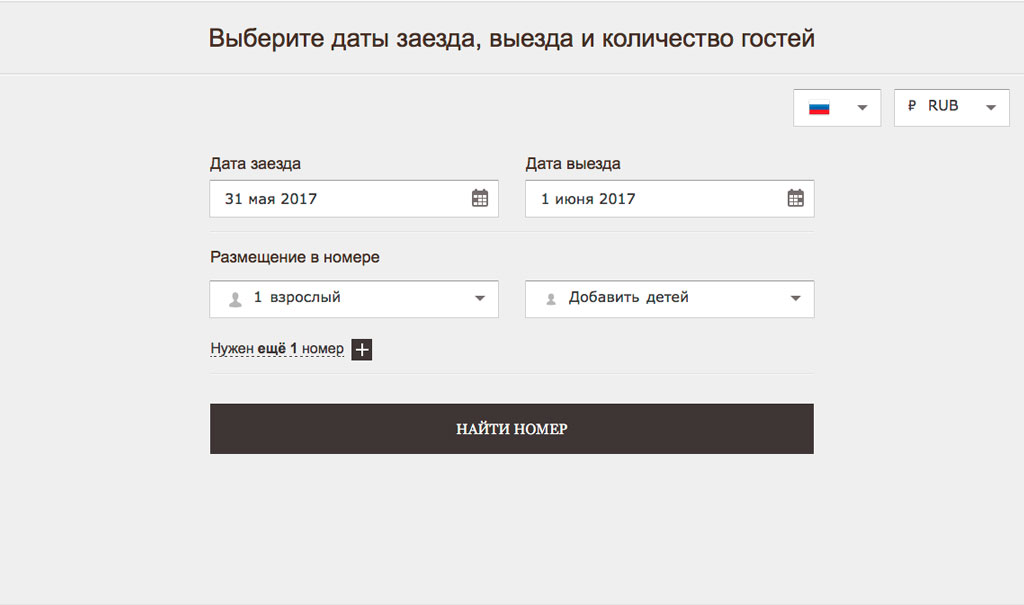 Выберите даты заезда, выезда и количество гостей
₽ RUB
Дата заезда
Дата выезда
31 мая 2017
1 июня 2017
Размещение в номере
1 взрослый
Добавить детей
Нужен ещё 1 номер
НАЙТИ НОМЕР